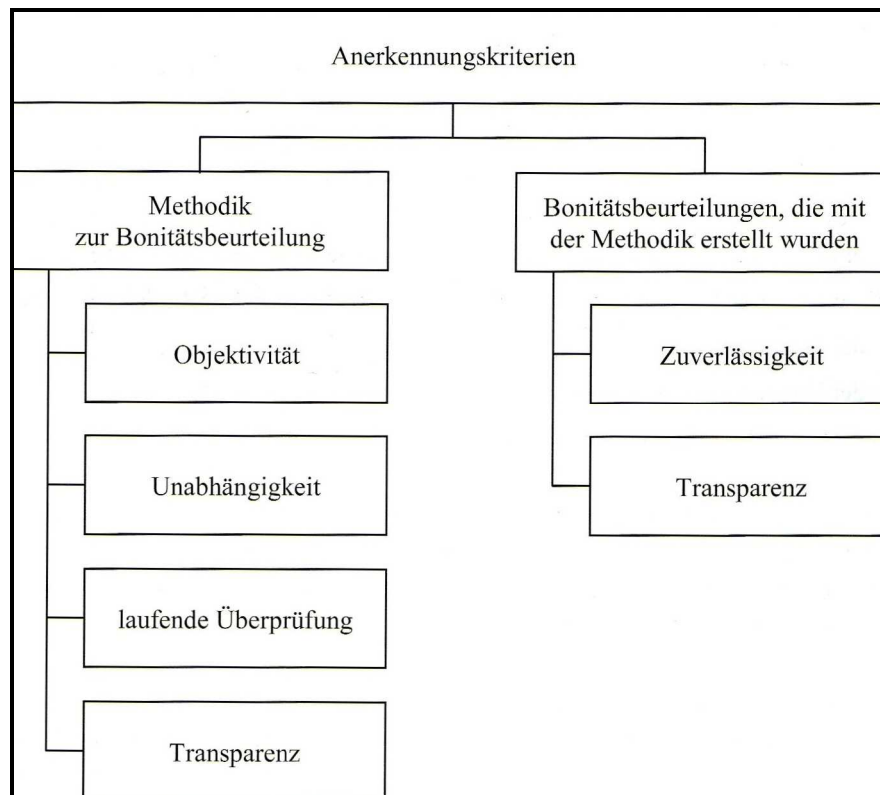 Anerkennungskriterien
Methodik
zur Bonitätsbeurteilung
Objektivität
Unabhängigkeit
laufende Überprüfung
Transparenz
Bonitätsbeurteilungen, die mit
der Methodik erstellt wurden
Zuverlässigkeit
Transparenz